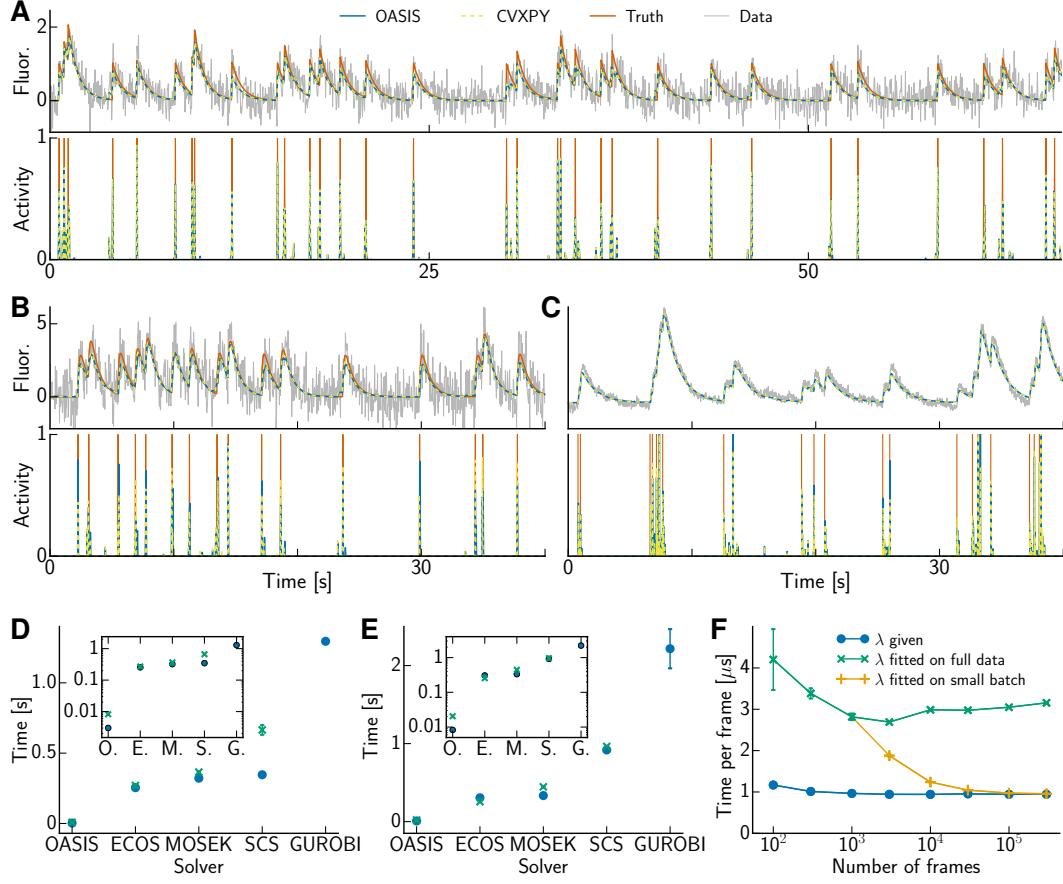 A
OASIS CVXPY Truth Data
Fluor.
2
0
Activity
1
0
0 25 50
B
Fluor.
5
0
Activity
1
0
0 30
Time [s]
C
0 30
Time [s]
D
Time [s]
1.0
0.5
0
1
0.1
0.01
O. E. M. S. G.
OASIS ECOS MOSEK SCS GUROBI
Solver
E
Time [s]
2
1
0
1
0.1
0.01
O. E. M. S. G.
OASIS ECOS MOSEK SCS GUROBI
Solver
F
λ given
λ fitted on full data
λ fitted on small batch
Time per frame [μs]
5
4
3
2
1
0
10² 10³ 10⁴ 10⁵
Number of frames